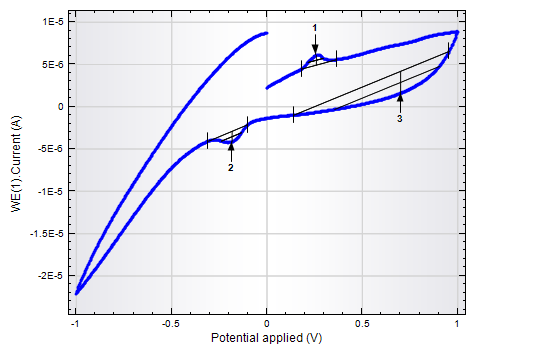 1E-5
5E-6
0
-5E-6
-1E-5
-1.5E-5
-2E-5
WE(1).Current (A)
1
2
3
-1
-0.5
0
0.5
1
Potential applied (V)